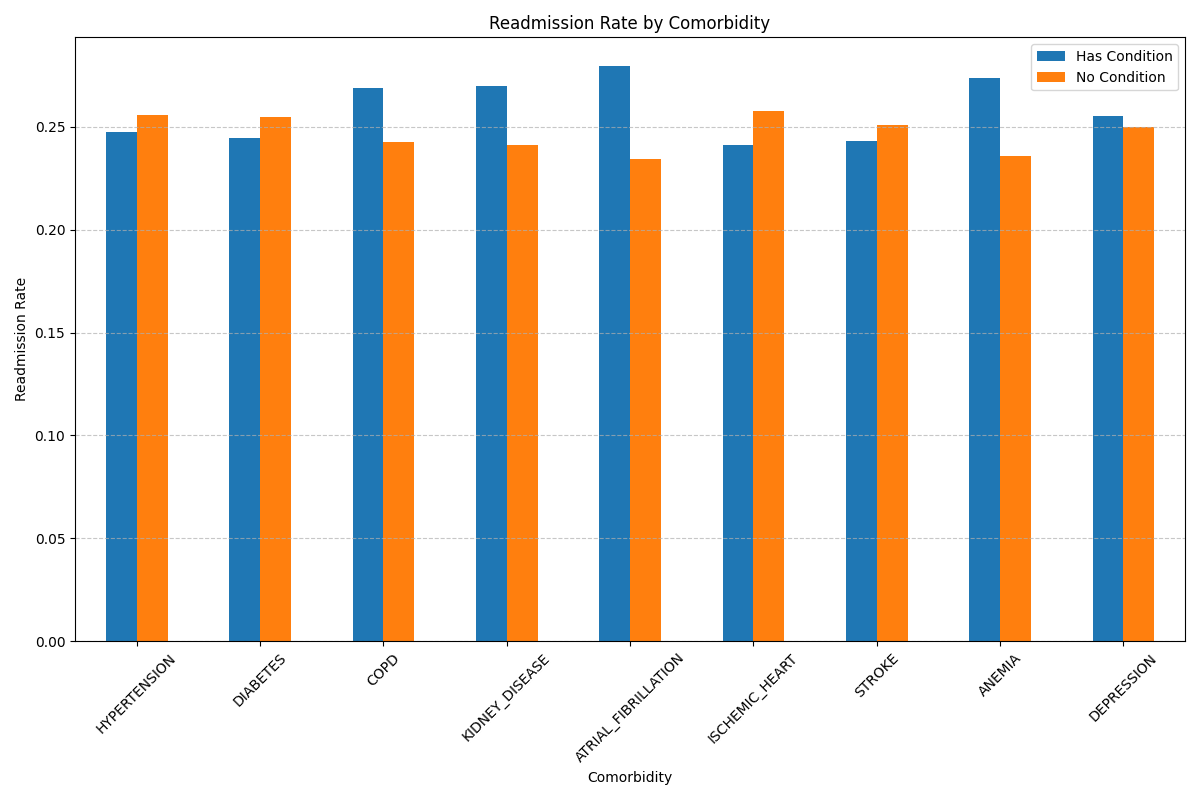 Readmission Rate by Comorbidity
Has Condition
No Condition
Readmission Rate
0.25
0.20
0.15
0.10
0.05
0.00
HYPERTENSION
DIABETES
COPD
KIDNEY_DISEASE
ATRIAL_FIBRILLATION
ISCHEMIC_HEART
STROKE
ANEMIA
DEPRESSION
Comorbidity